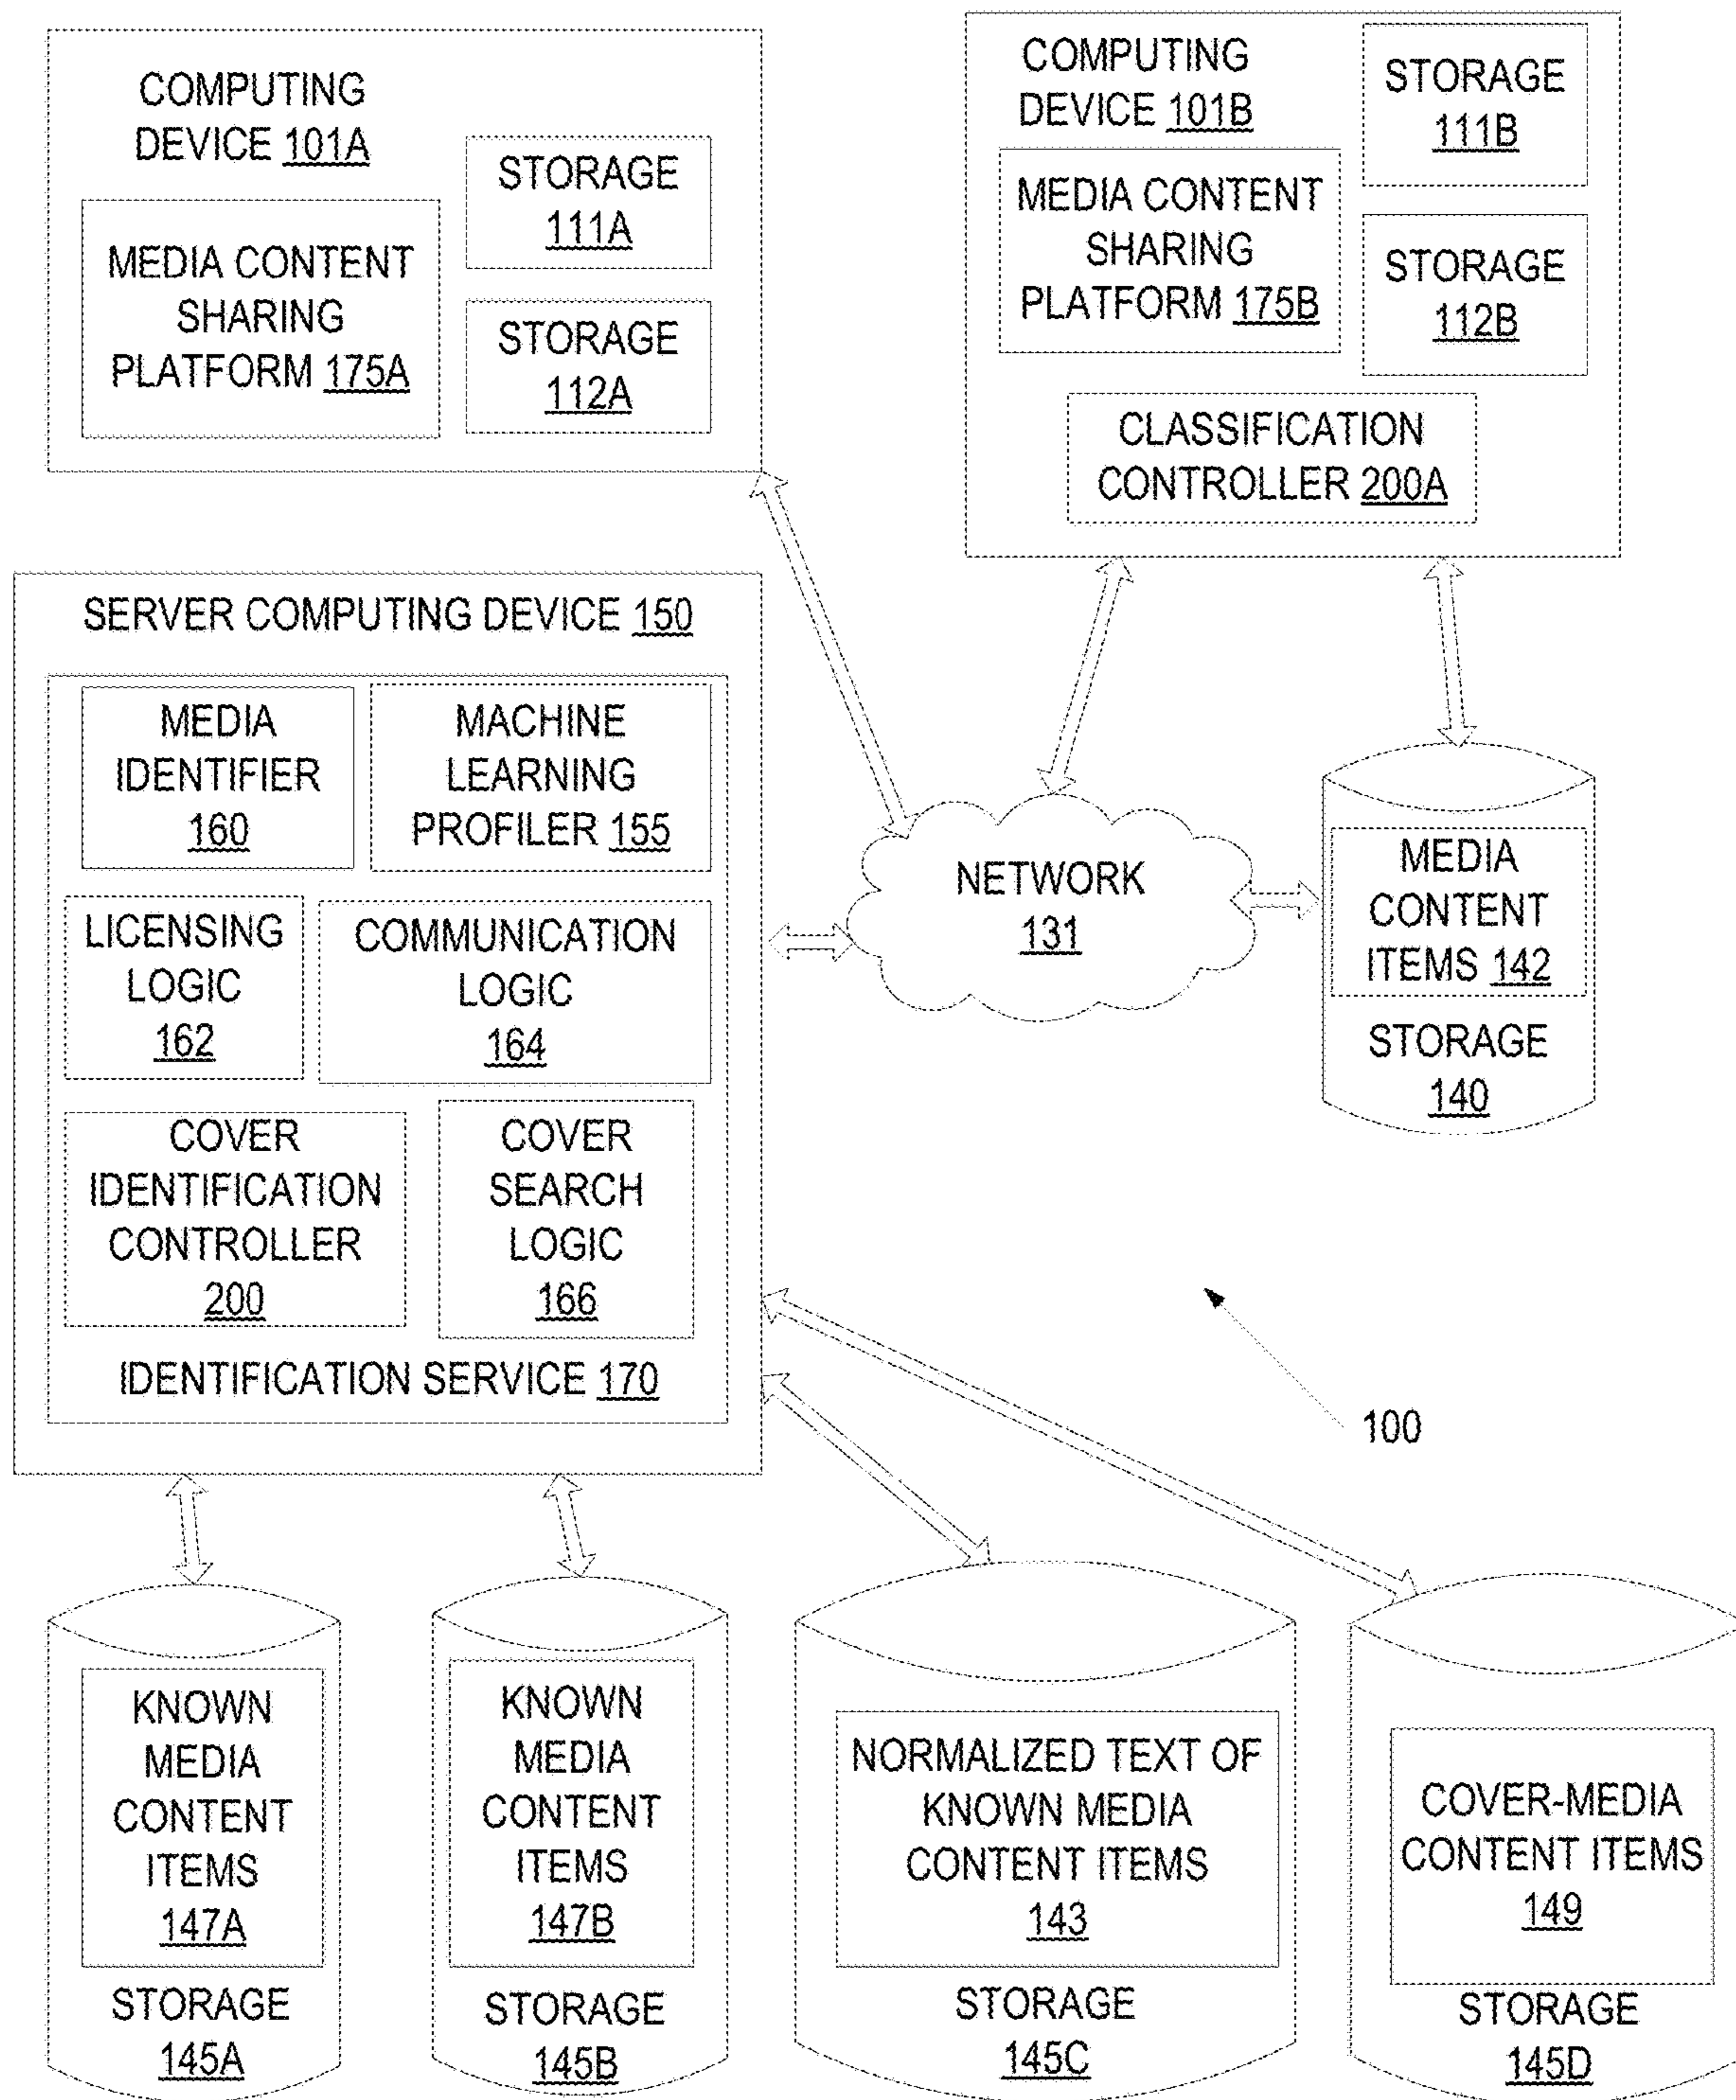 COMPUTING
DEVICE 101A
STORAGE
111A
MEDIA CONTENT
SHARING
PLATFORM 175A
STORAGE
112A
COMPUTING
DEVICE 101B
STORAGE
111B
MEDIA CONTENT
SHARING
PLATFORM 175B
STORAGE
112B
CLASSIFICATION
CONTROLLER 200A
SERVER COMPUTING DEVICE 150
MEDIA
IDENTIFIER
160
MACHINE
LEARNING
PROFILER 155
LICENSING
LOGIC
162
COMMUNICATION
LOGIC
164
COVER
IDENTIFICATION
CONTROLLER
200
COVER
SEARCH
LOGIC
166
IDENTIFICATION SERVICE 170
NETWORK
131
MEDIA
CONTENT
ITEMS 142
STORAGE
140
100
KNOWN
MEDIA
CONTENT
ITEMS
147A
STORAGE
145A
KNOWN
MEDIA
CONTENT
ITEMS
147B
STORAGE
145B
NORMALIZED TEXT OF
KNOWN MEDIA
CONTENT ITEMS
143
STORAGE
145C
COVER-MEDIA
CONTENT ITEMS
149
STORAGE
145D